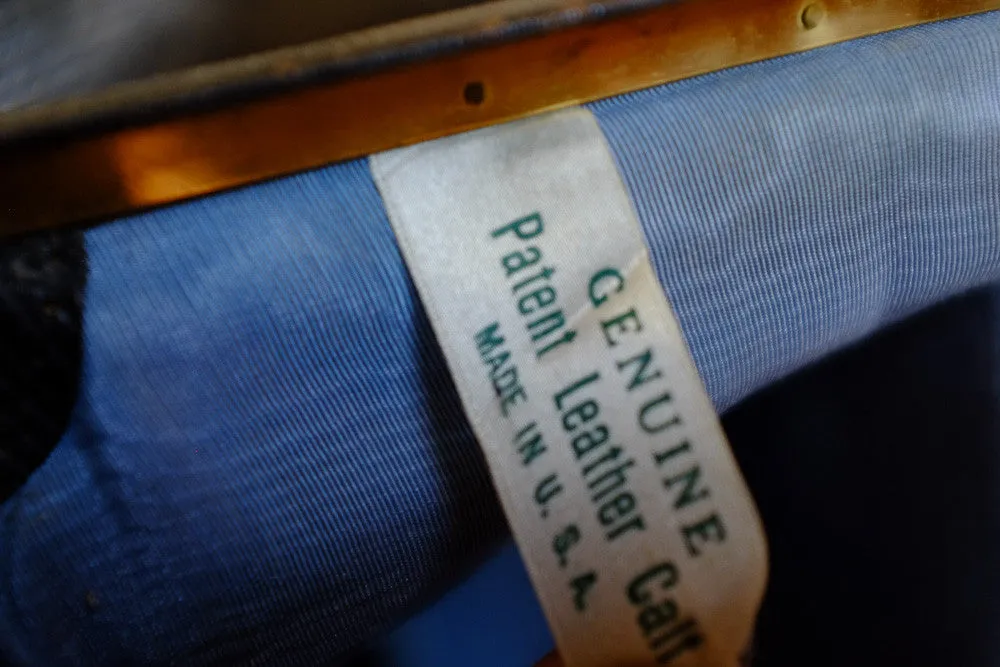 GENUINE
Patent Leather Calf
MADE IN U. S. A.